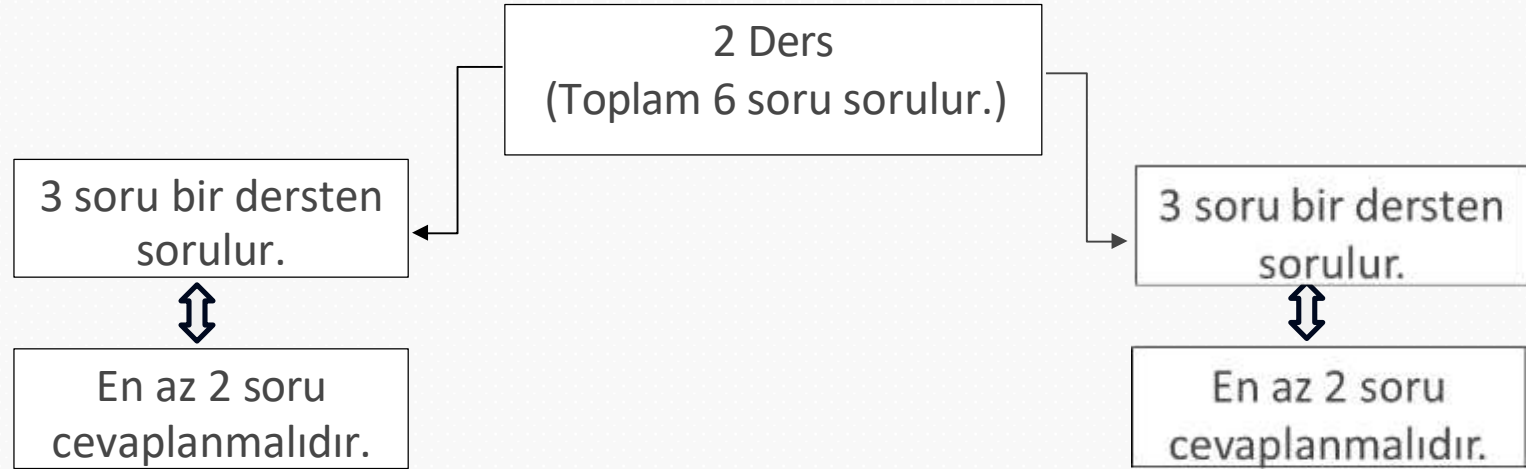 2 Ders
(Toplam 6 soru sorulur.)
3 soru bir dersten
sorulur.
En az 2 soru
cevaplanmalıdır.
3 soru bir dersten
sorulur.
En az 2 soru
cevaplanmalıdır.